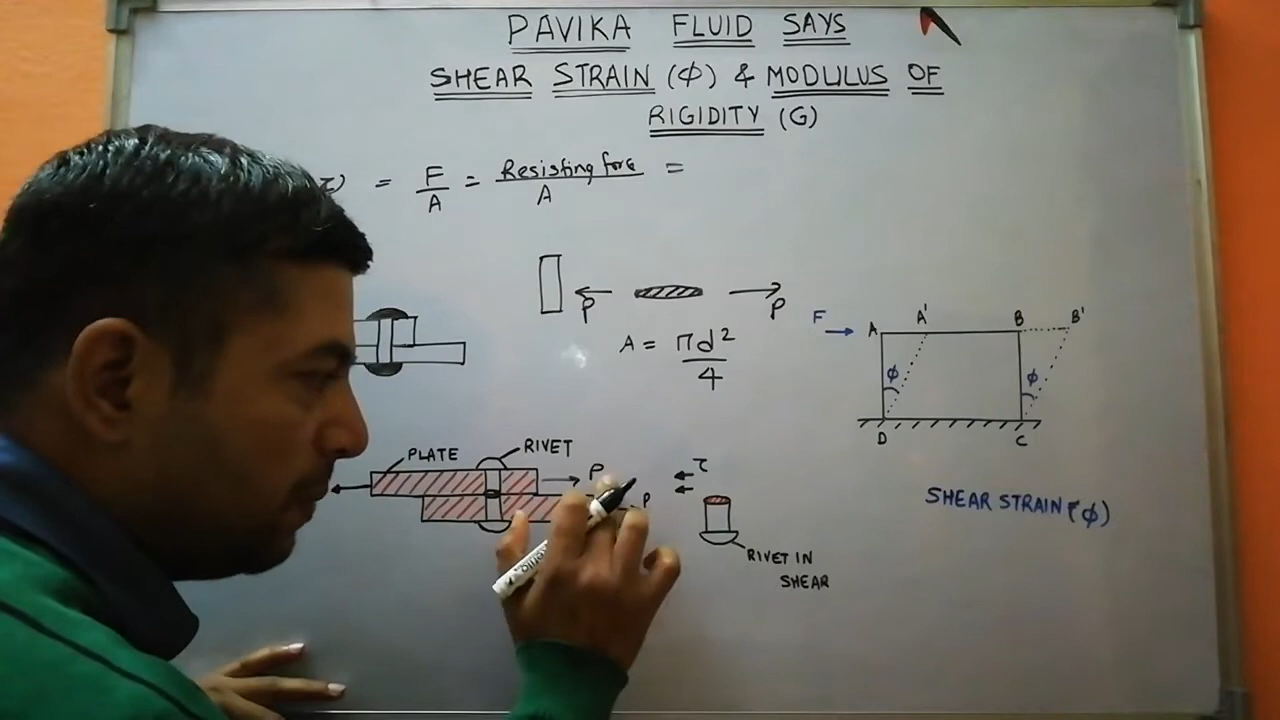 PAVIKA FLUID SAYS
SHEAR STRAIN (Φ) & MODULUS OF
RIGIDITY (G)
τ = F/A = Resisting force/A =
P P
A = πd²/4
F A A' B B'
ϕ ϕ
D C
PLATE RIVET
P τ
P
SHEAR STRAIN (ϕ)
RIVET IN
SHEAR